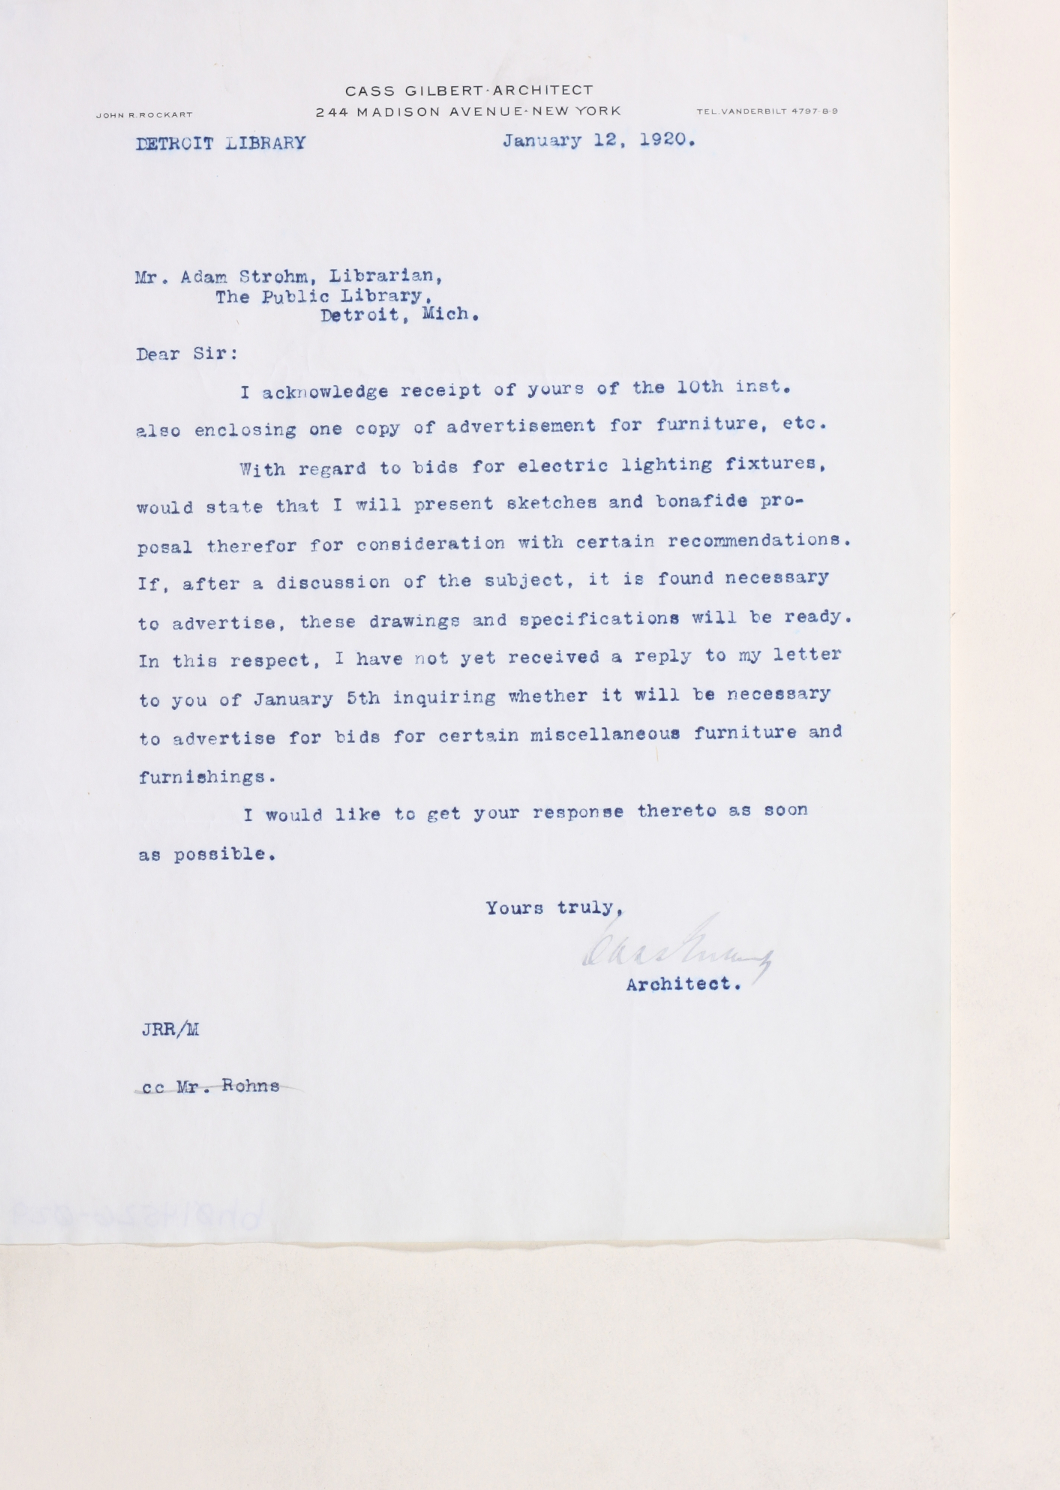 CASS GILBERT·ARCHITECT
JOHN R. ROCKART 244 MADISON AVENUE·NEW YORK TEL. VANDERBILT 4797-8-9
DETROIT LIBRARY January 12, 1920.
Mr. Adam Strohm, Librarian,
The Public Library,
Detroit, Mich.
Dear Sir:
I acknowledge receipt of yours of the 10th inst.
also enclosing one copy of advertisement for furniture, etc.
With regard to bids for electric lighting fixtures,
would state that I will present sketches and bonafide pro-
posal therefor for consideration with certain recommendations.
If, after a discussion of the subject, it is found necessary
to advertise, these drawings and specifications will be ready.
In this respect, I have not yet received a reply to my letter
to you of January 5th inquiring whether it will be necessary
to advertise for bids for certain miscellaneous furniture and
furnishings.
I would like to get your response thereto as soon
as possible.
Yours truly,
Cass Gilbert
Architect.
JRR/M
cc Mr. Rohns